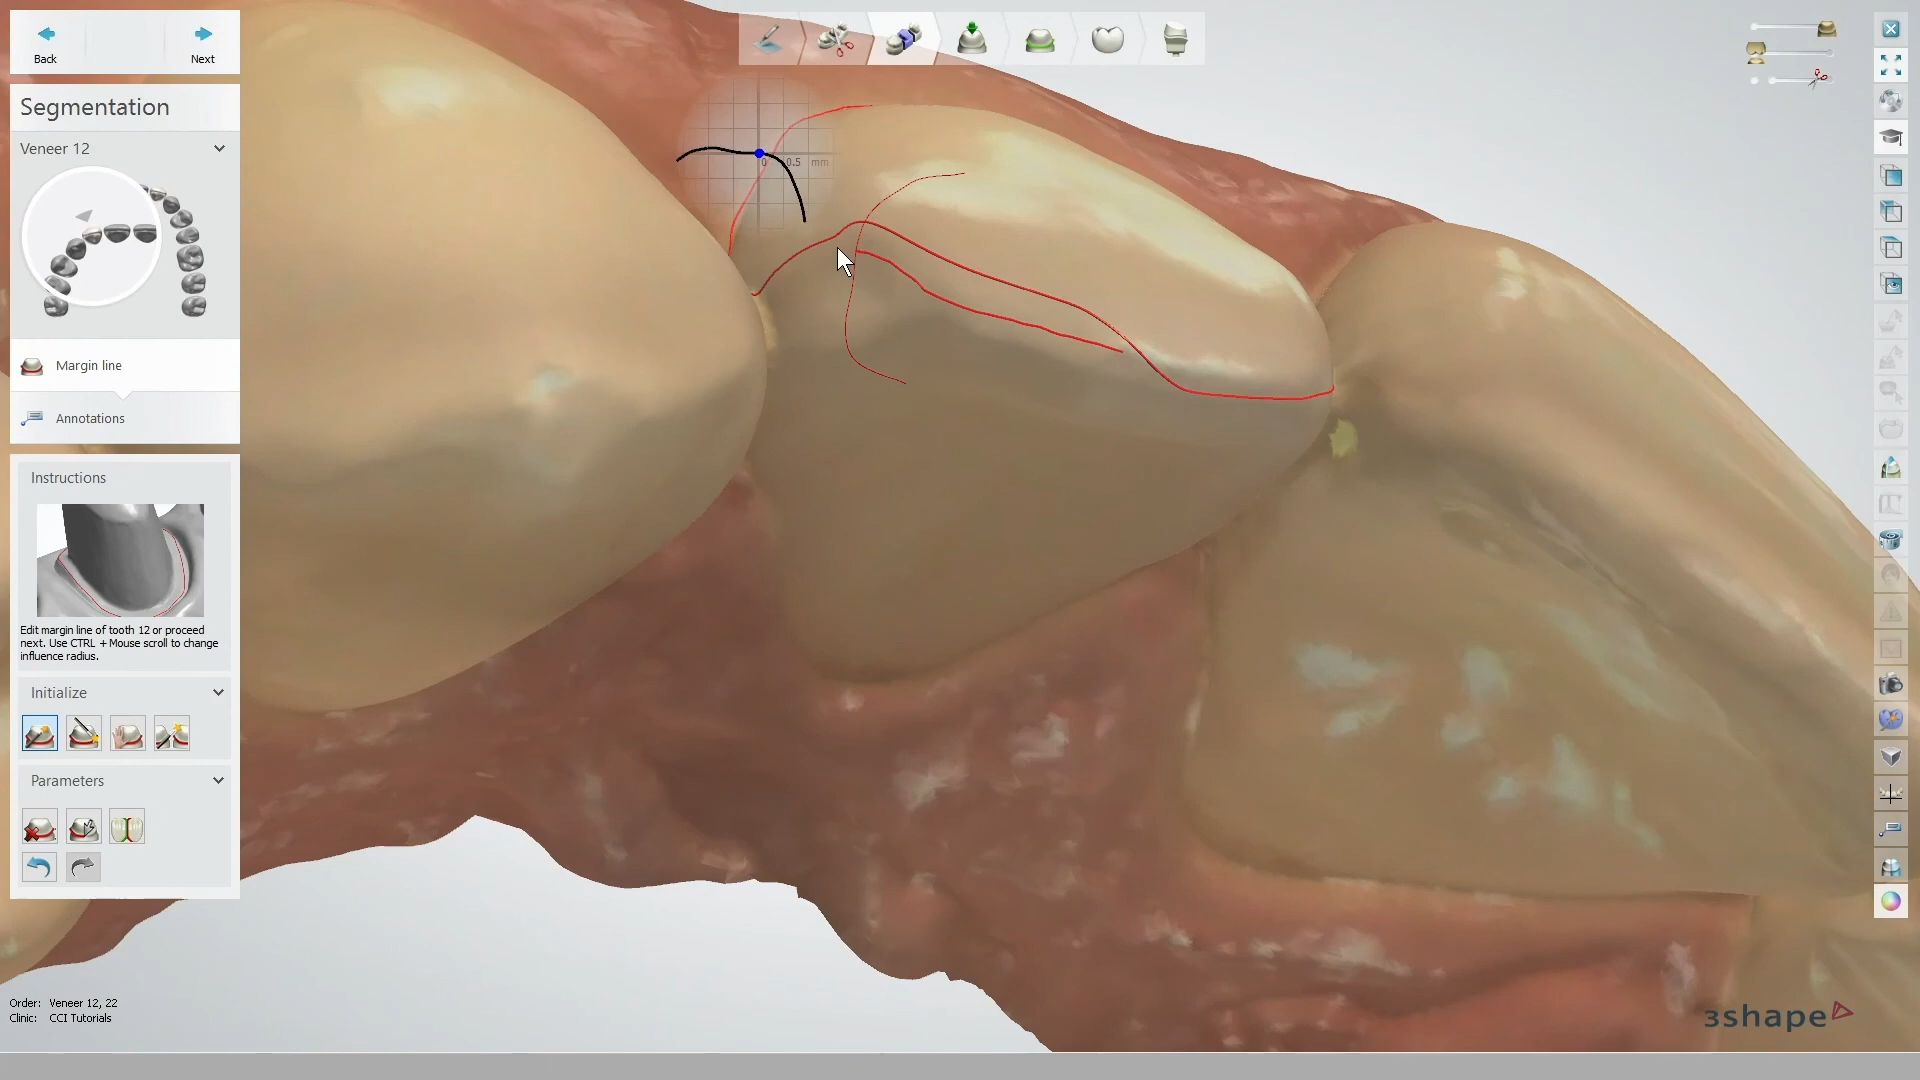 Back
Next
Segmentation
Veneer 12
Margin line
Annotations
Instructions
Edit margin line of tooth 12 or proceed
next. Use CTRL + Mouse scroll to change
influence radius.
Initialize
Parameters
0 0.5 mm
Order: Veneer 12, 22
Clinic: CCI Tutorials
3shape